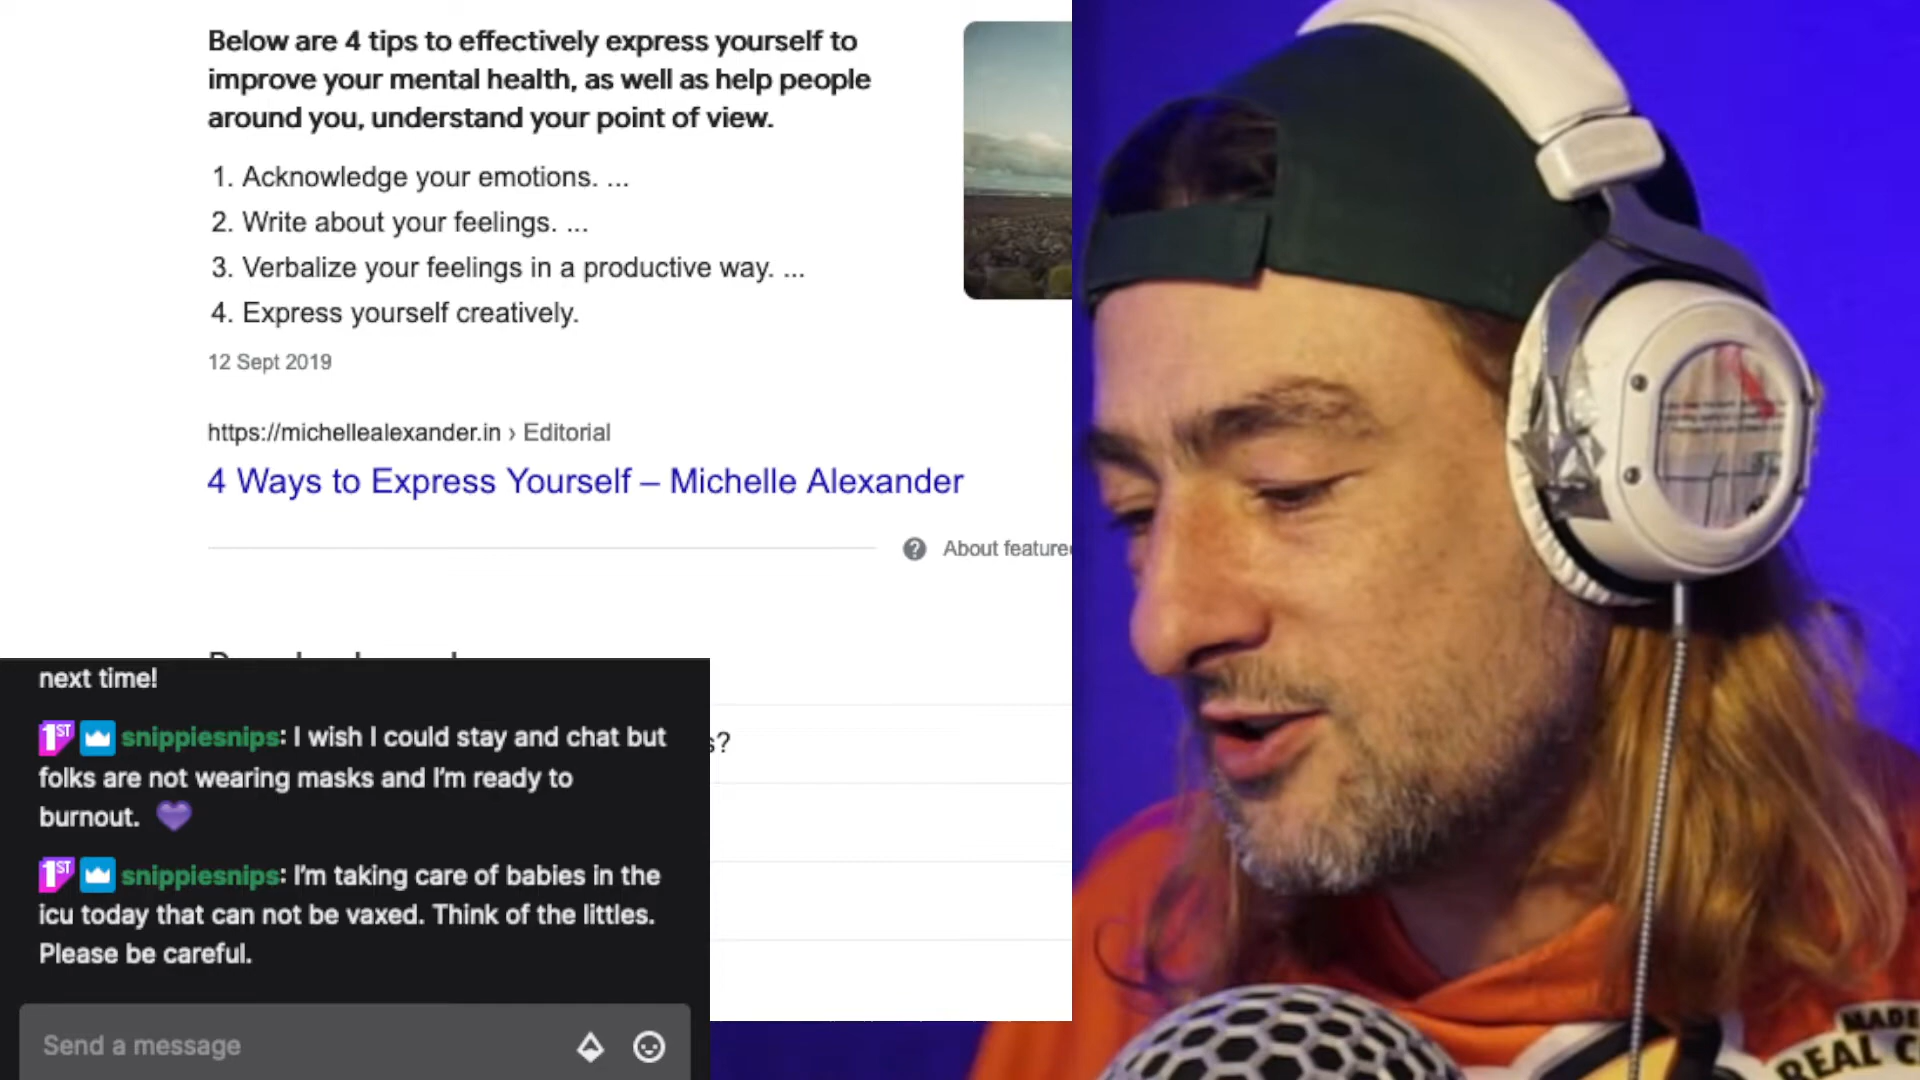 Below are 4 tips to effectively express yourself to
improve your mental health, as well as help people
around you, understand your point of view.
1. Acknowledge your emotions. ...
2. Write about your feelings. ...
3. Verbalize your feelings in a productive way. ...
4. Express yourself creatively.
12 Sept 2019
https://michellealexander.in › Editorial
4 Ways to Express Yourself – Michelle Alexander
About feature
s?
next time!
1ST snippiesnips: I wish I could stay and chat but
folks are not wearing masks and I'm ready to
burnout.
1ST snippiesnips: I'm taking care of babies in the
icu today that can not be vaxed. Think of the littles.
Please be careful.
Send a message
MADE
REAL C